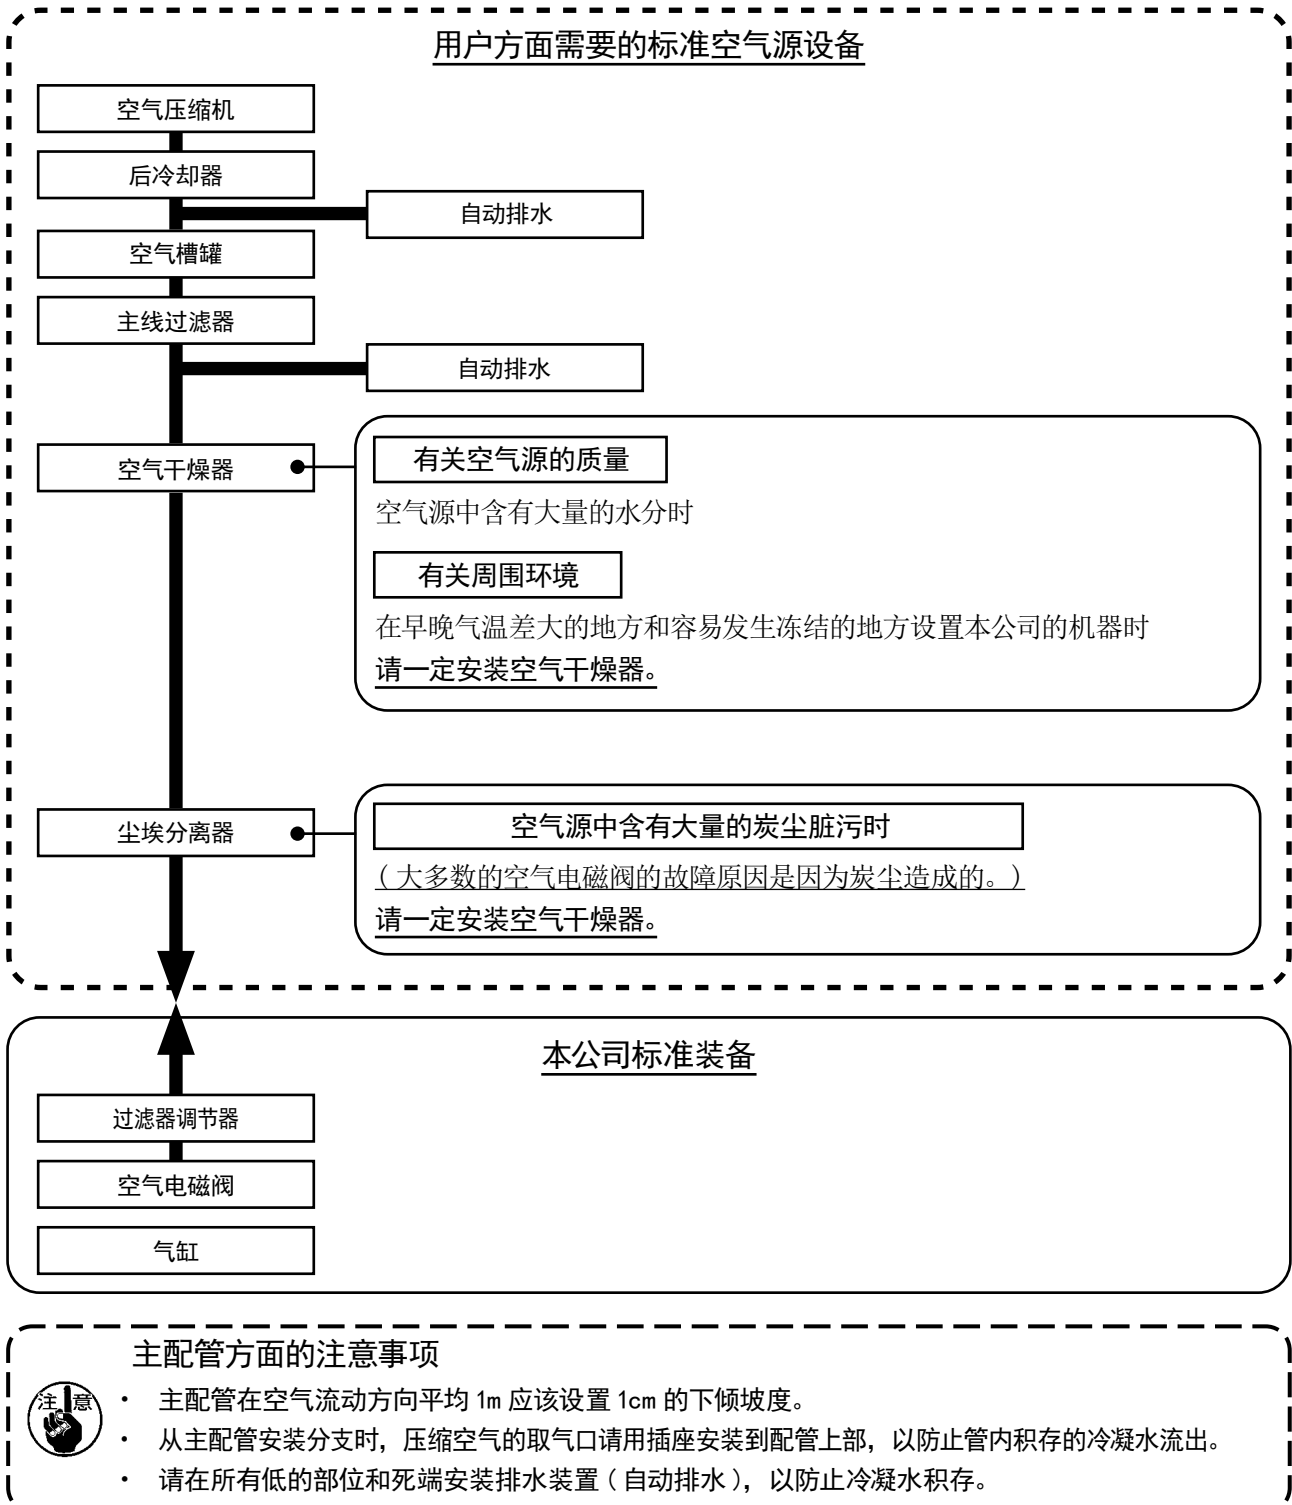 用户方面需要的标准空气源设备
空气压缩机
后冷却器
自动排水
空气槽罐
主线过滤器
自动排水
空气干燥器
有关空气源的质量
空气源中含有大量的水分时
有关周围环境
在早晚气温差大的地方和容易发生冻结的地方设置本公司的机器时
请一定安装空气干燥器。
尘埃分离器
空气源中含有大量的炭尘脏污时
(大多数的空气电磁阀的故障原因是因为炭尘造成的。)
请一定安装空气干燥器。
本公司标准装备
过滤器调节器
空气电磁阀
气缸
主配管方面的注意事项
注意
· 主配管在空气流动方向平均 1m 应该设置 1cm 的下倾坡度。
· 从主配管安装分支时，压缩空气的取气口请用插座安装到配管上部，以防止管内积存的冷凝水流出。
· 请在所有低的部位和死端安装排水装置(自动排水)，以防止冷凝水积存。